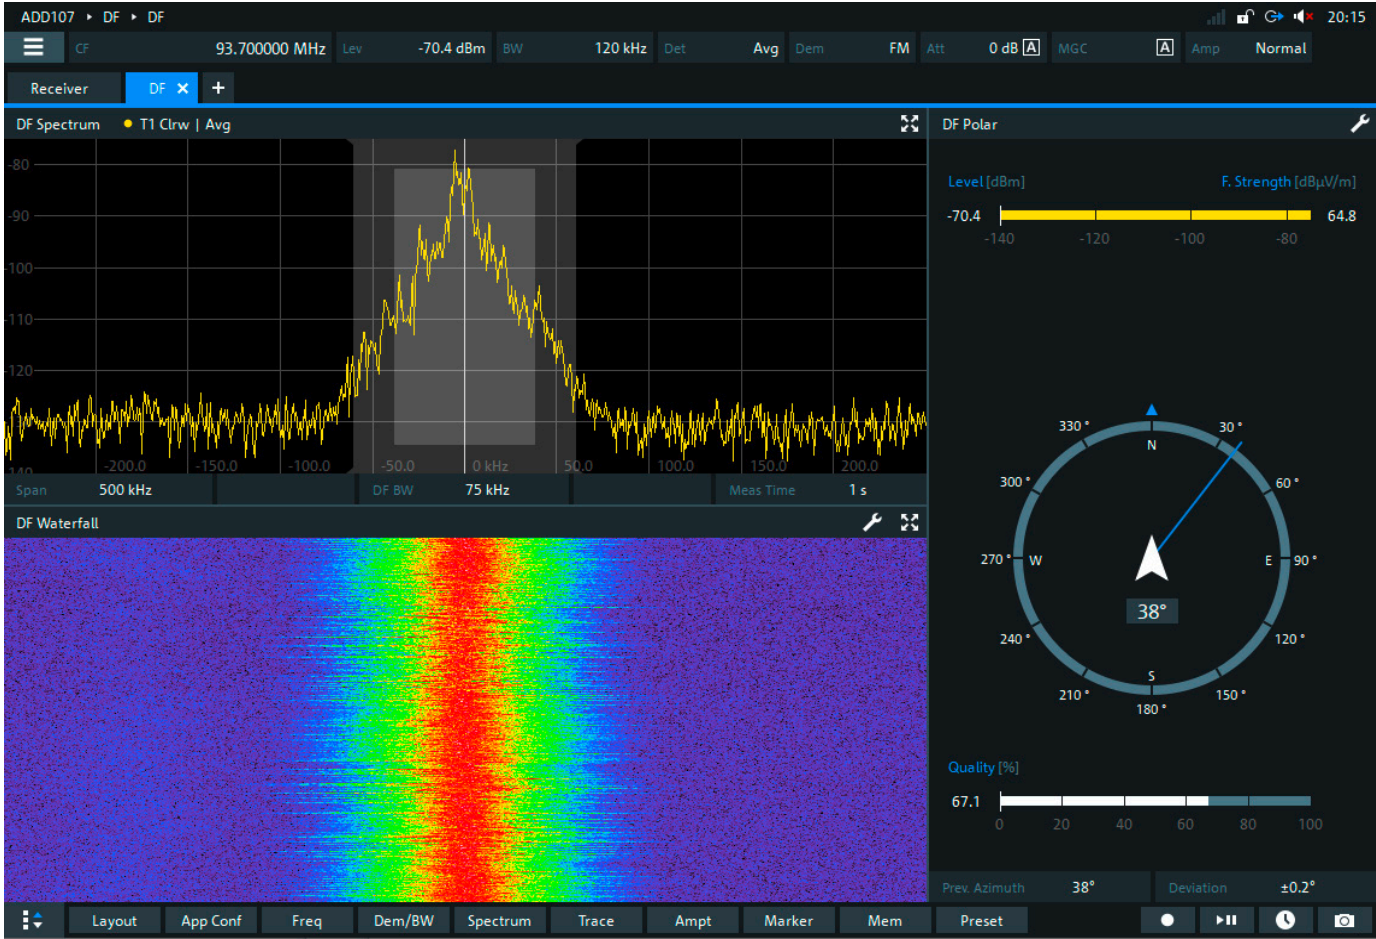 ADD107 ▸ DF ▸ DF
20:15
CF 93.700000 MHz Lev -70.4 dBm BW 120 kHz Det Avg Dem FM Att 0 dB A MGC A Amp Normal
Receiver DF × +
DF Spectrum • T1 Clrw | Avg
-80
-90
-100
-110
-120
-140 -200.0 -150.0 -100.0 -50.0 0 kHz 50.0 100.0 150.0 200.0
Span 500 kHz DF BW 75 kHz Meas Time 1 s
DF Waterfall
DF Polar
Level [dBm] F. Strength [dBµV/m]
-70.4 64.8
-140 -120 -100 -80
330° N 30°
300° 60°
270° W E 90°
38°
240° 120°
210° S 150°
180°
Quality [%]
67.1
0 20 40 60 80 100
Prev. Azimuth 38° Deviation ±0.2°
Layout App Conf Freq Dem/BW Spectrum Trace Ampt Marker Mem Preset